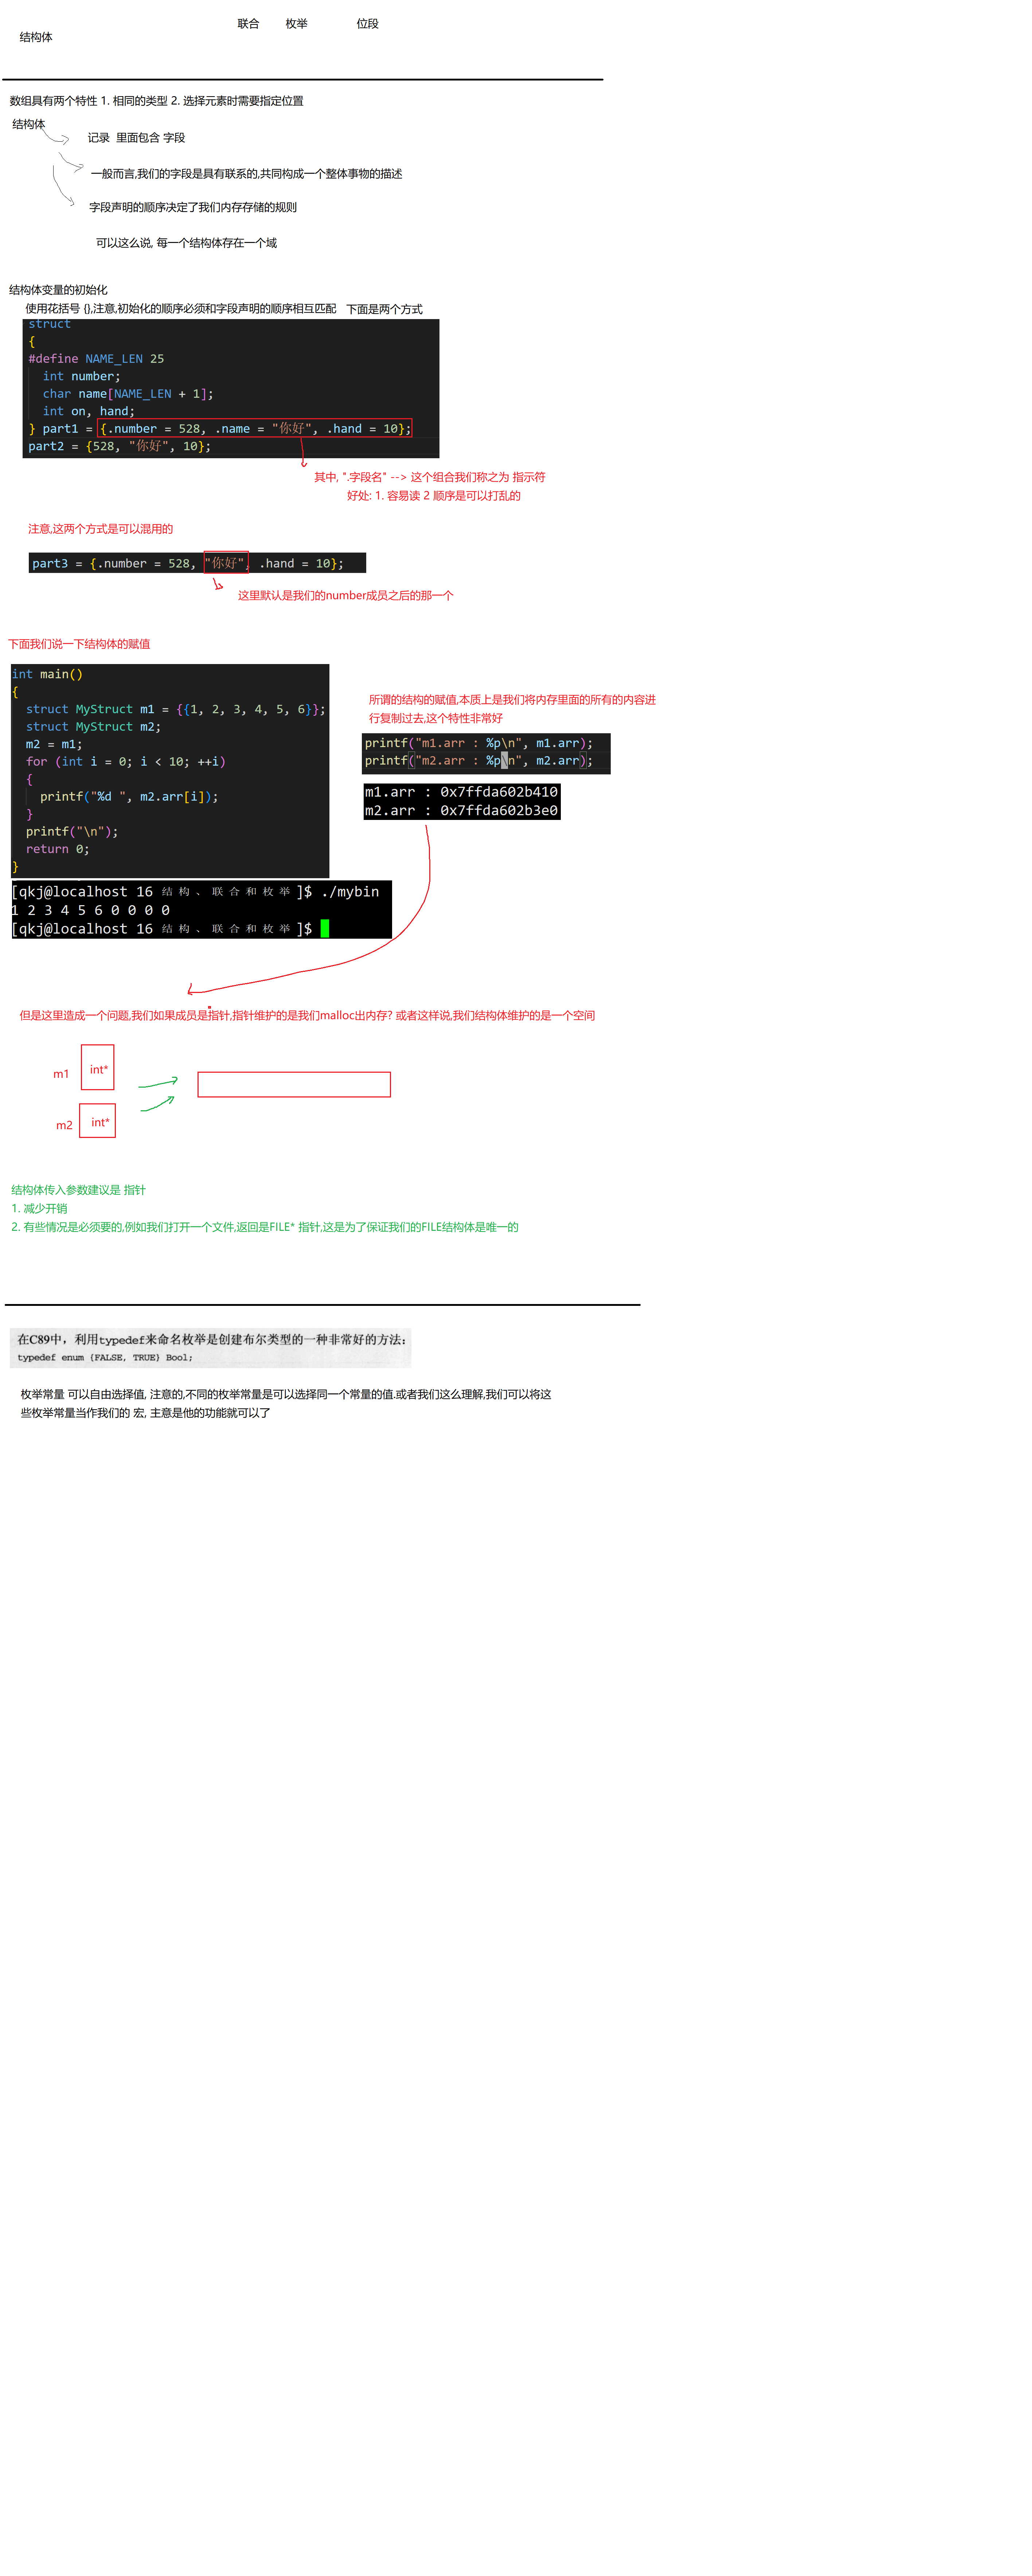 联合 枚举 位段
结构体
数组具有两个特性 1. 相同的类型 2. 选择元素时需要指定位置
结构体
记录 里面包含 字段
一般而言,我们的字段是具有联系的,共同构成一个整体事物的描述
字段声明的顺序决定了我们内存存储的规则
可以这么说, 每一个结构体存在一个域
结构体变量的初始化
使用花括号 {},注意,初始化的顺序必须和字段声明的顺序相互匹配 下面是两个方式
struct
{
#define NAME_LEN 25
int number;
char name[NAME_LEN + 1];
int on, hand;
} part1 = {.number = 528, .name = "你好", .hand = 10};
part2 = {528, "你好", 10};
其中, ".字段名" --> 这个组合我们称之为 指示符
好处: 1. 容易读 2 顺序是可以打乱的
注意,这两个方式是可以混用的
part3 = {.number = 528, "你好", .hand = 10};
这里默认是我们的number成员之后的那一个
下面我们说一下结构体的赋值
int main()
{
struct MyStruct m1 = {{1, 2, 3, 4, 5, 6}};
struct MyStruct m2;
m2 = m1;
for (int i = 0; i < 10; ++i)
{
printf("%d ", m2.arr[i]);
}
printf("\n");
return 0;
}
[qkj@localhost 16 结构、联合和枚举]$ ./mybin
1 2 3 4 5 6 0 0 0 0
[qkj@localhost 16 结构、联合和枚举]$
所谓的结构的赋值,本质上是我们将内存里面的所有的内容进
行复制过去,这个特性非常好
printf("m1.arr : %p\n", m1.arr);
printf("m2.arr : %p\n", m2.arr);
m1.arr : 0x7ffda602b410
m2.arr : 0x7ffda602b3e0
但是这里造成一个问题,我们如果成员是指针,指针维护的是我们malloc出内存? 或者这样说,我们结构体维护的是一个空间
m1 int*
m2 int*
结构体传入参数建议是 指针
1. 减少开销
2. 有些情况是必须要的,例如我们打开一个文件,返回是FILE* 指针,这是为了保证我们的FILE结构体是唯一的
在C89中，利用typedef来命名枚举是创建布尔类型的一种非常好的方法：
typedef enum {FALSE, TRUE} Bool;
枚举常量 可以自由选择值, 注意的,不同的枚举常量是可以选择同一个常量的值.或者我们这么理解,我们可以将这
些枚举常量当作我们的 宏, 主意是他的功能就可以了